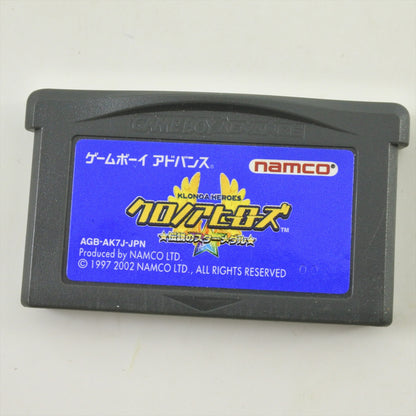 GAME BOY ADVANCE
ゲームボーイ アドバンス
namco®
KLONOA HEROES
クロノアヒーローズ™
★伝説のスターメダル★
AGB-AK7J-JPN
Produced by NAMCO LTD.
© 1997 2002 NAMCO LTD., ALL RIGHTS RESERVED